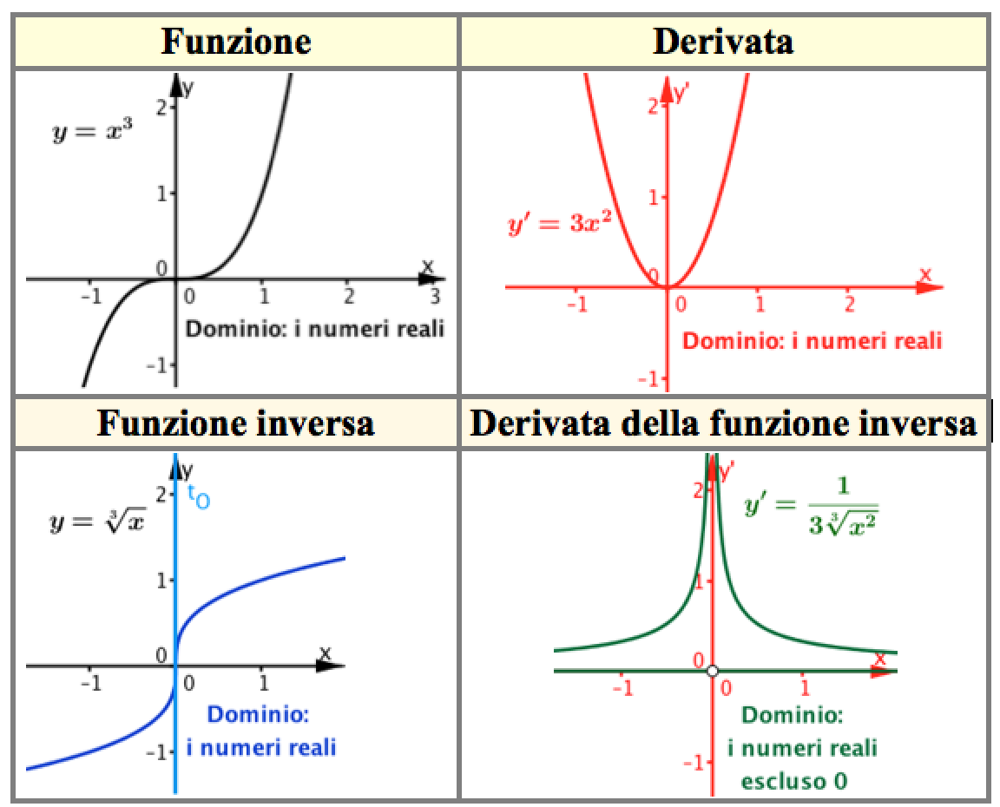 Funzione
Derivata
y
2
y = x³
1
0
x
-1
0
1
2
3
Dominio: i numeri reali
-1
y'
2
1
y' = 3x²
0
x
-1
0
1
2
Dominio: i numeri reali
-1
Funzione inversa
Derivata della funzione inversa
y
2
t₀
y = ∛x
1
0
x
-1
0
1
Dominio:
-1
i numeri reali
y'
2
y' = 1 / 3∛x²
1
0
x
-1
0
1
Dominio:
i numeri reali
-1
escluso 0